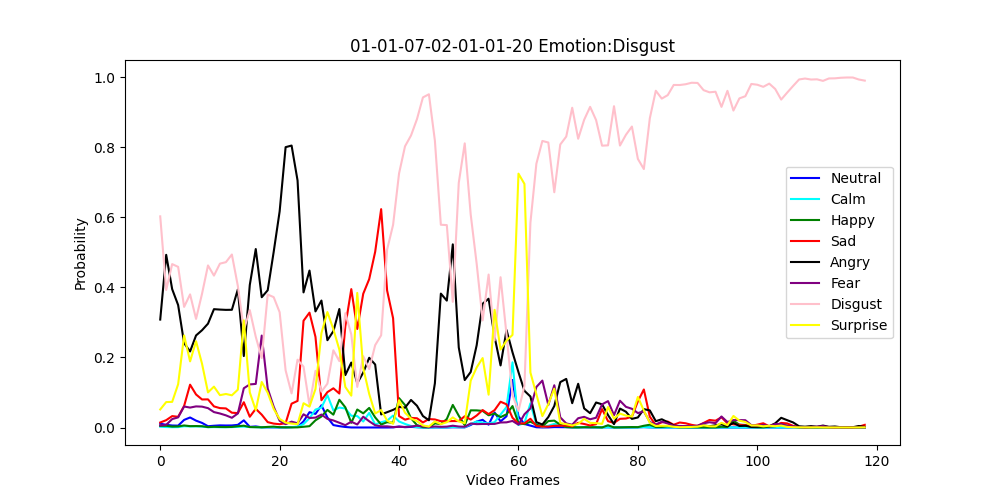 01-01-07-02-01-01-20 Emotion:Disgust
1.0
0.8
0.6
0.4
0.2
0.0
Probability
Neutral
Calm
Happy
Sad
Angry
Fear
Disgust
Surprise
0 20 40 60 80 100 120
Video Frames